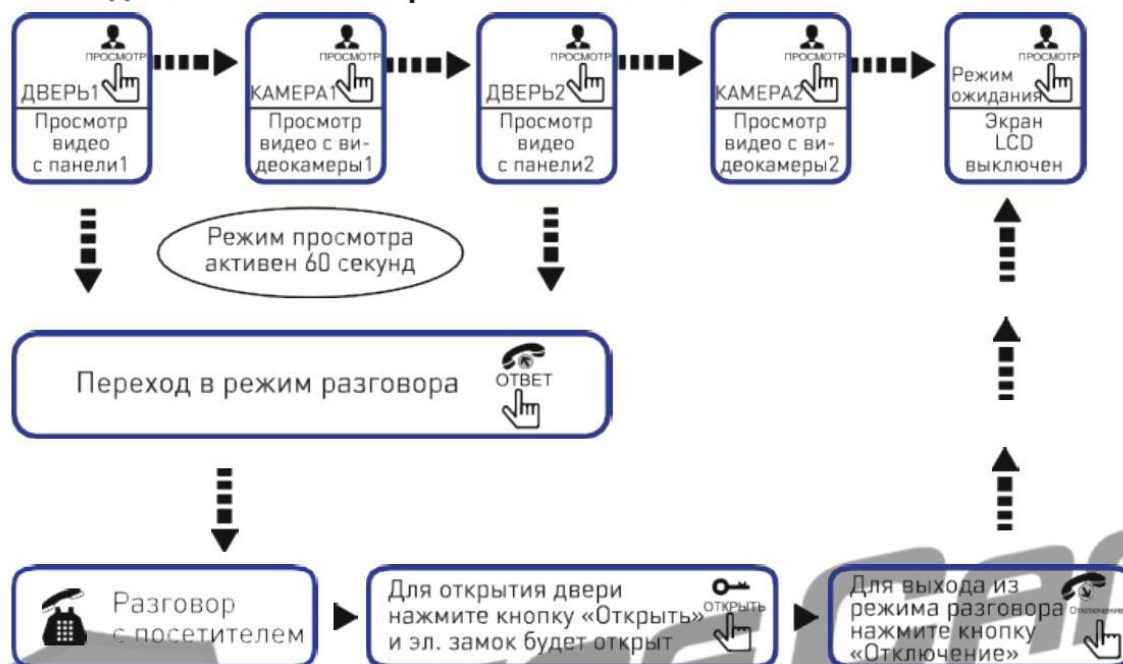 ПРОСМОТР
ДВЕРЬ1
Просмотр
видео
с панели1
ПРОСМОТР
КАМЕРА1
Просмотр
видео с ви-
деокамеры1
ПРОСМОТР
ДВЕРЬ2
Просмотр
видео
с панели2
ПРОСМОТР
КАМЕРА2
Просмотр
видео с ви-
деокамеры2
ПРОСМОТР
Режим
ожидания
Экран
LCD
выключен
Режим просмотра
активен 60 секунд
Переход в режим разговора
ОТВЕТ
Разговор
с посетителем
Для открытия двери
нажмите кнопку «Открыть»
и эл. замок будет открыт
ОТКРЫТЬ
Для выхода из
режима разговора
нажмите кнопку
«Отключение»
Отключение